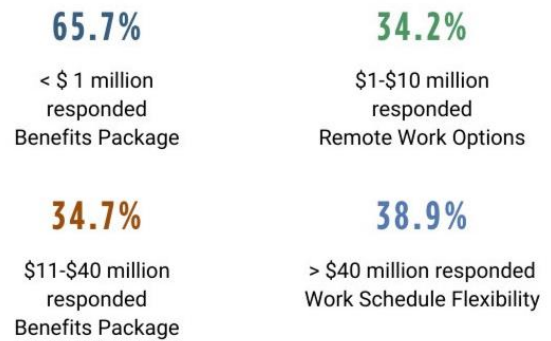 65.7%
< $ 1 million
responded
Benefits Package
34.2%
$1-$10 million
responded
Remote Work Options
34.7%
$11-$40 million
responded
Benefits Package
38.9%
> $40 million responded
Work Schedule Flexibility